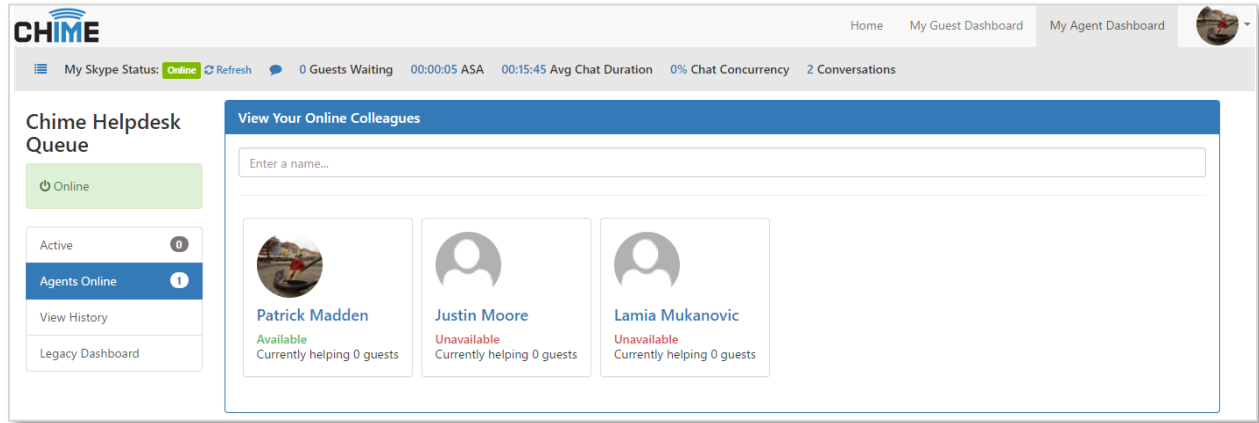 CHIME
Home My Guest Dashboard My Agent Dashboard
My Skype Status: Online Refresh 0 Guests Waiting 00:00:05 ASA 00:15:45 Avg Chat Duration 0% Chat Concurrency 2 Conversations
Chime Helpdesk
Queue
Online
Active 0
Agents Online 1
View History
Legacy Dashboard
View Your Online Colleagues
Enter a name...
Patrick Madden
Available
Currently helping 0 guests
Justin Moore
Unavailable
Currently helping 0 guests
Lamia Mukanovic
Unavailable
Currently helping 0 guests